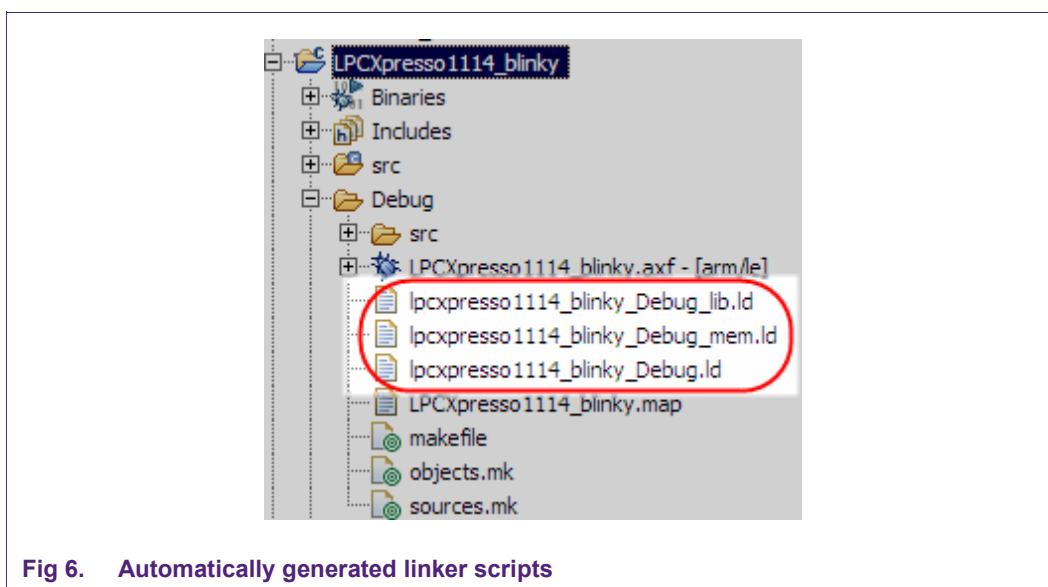 LPCXpresso1114_blinky
Binaries
Includes
src
Debug
src
LPCXpresso1114_blinky.axf - [arm/le]
lpcxpresso1114_blinky_Debug_lib.ld
lpcxpresso1114_blinky_Debug_mem.ld
lpcxpresso1114_blinky_Debug.ld
LPCXpresso1114_blinky.map
makefile
objects.mk
sources.mk
Fig 6. Automatically generated linker scripts